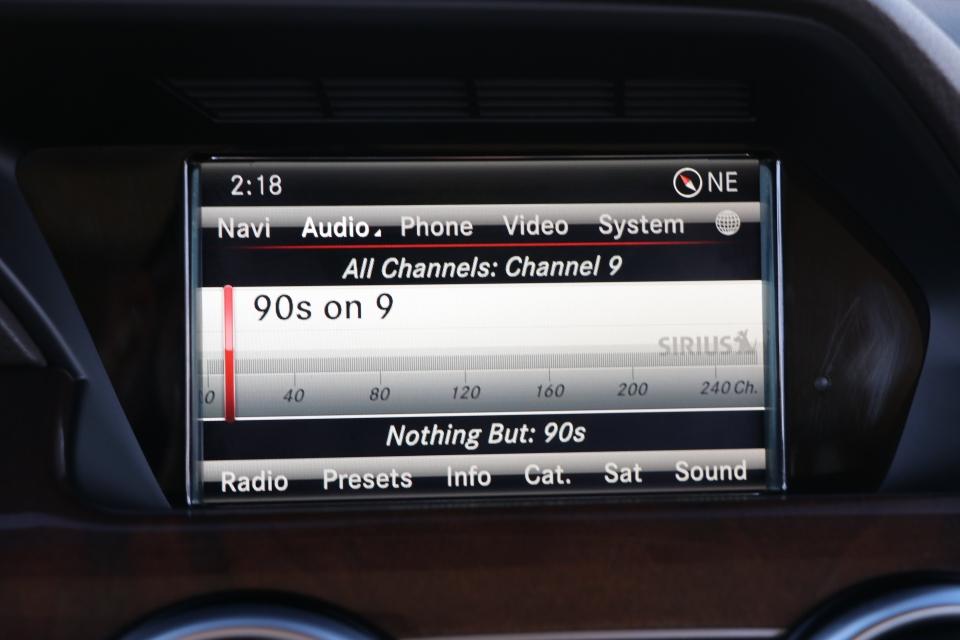 2:18 NE
Navi Audio Phone Video System
All Channels: Channel 9
90s on 9
SIRIUS
0 40 80 120 160 200 240 Ch.
Nothing But: 90s
Radio Presets Info Cat. Sat Sound